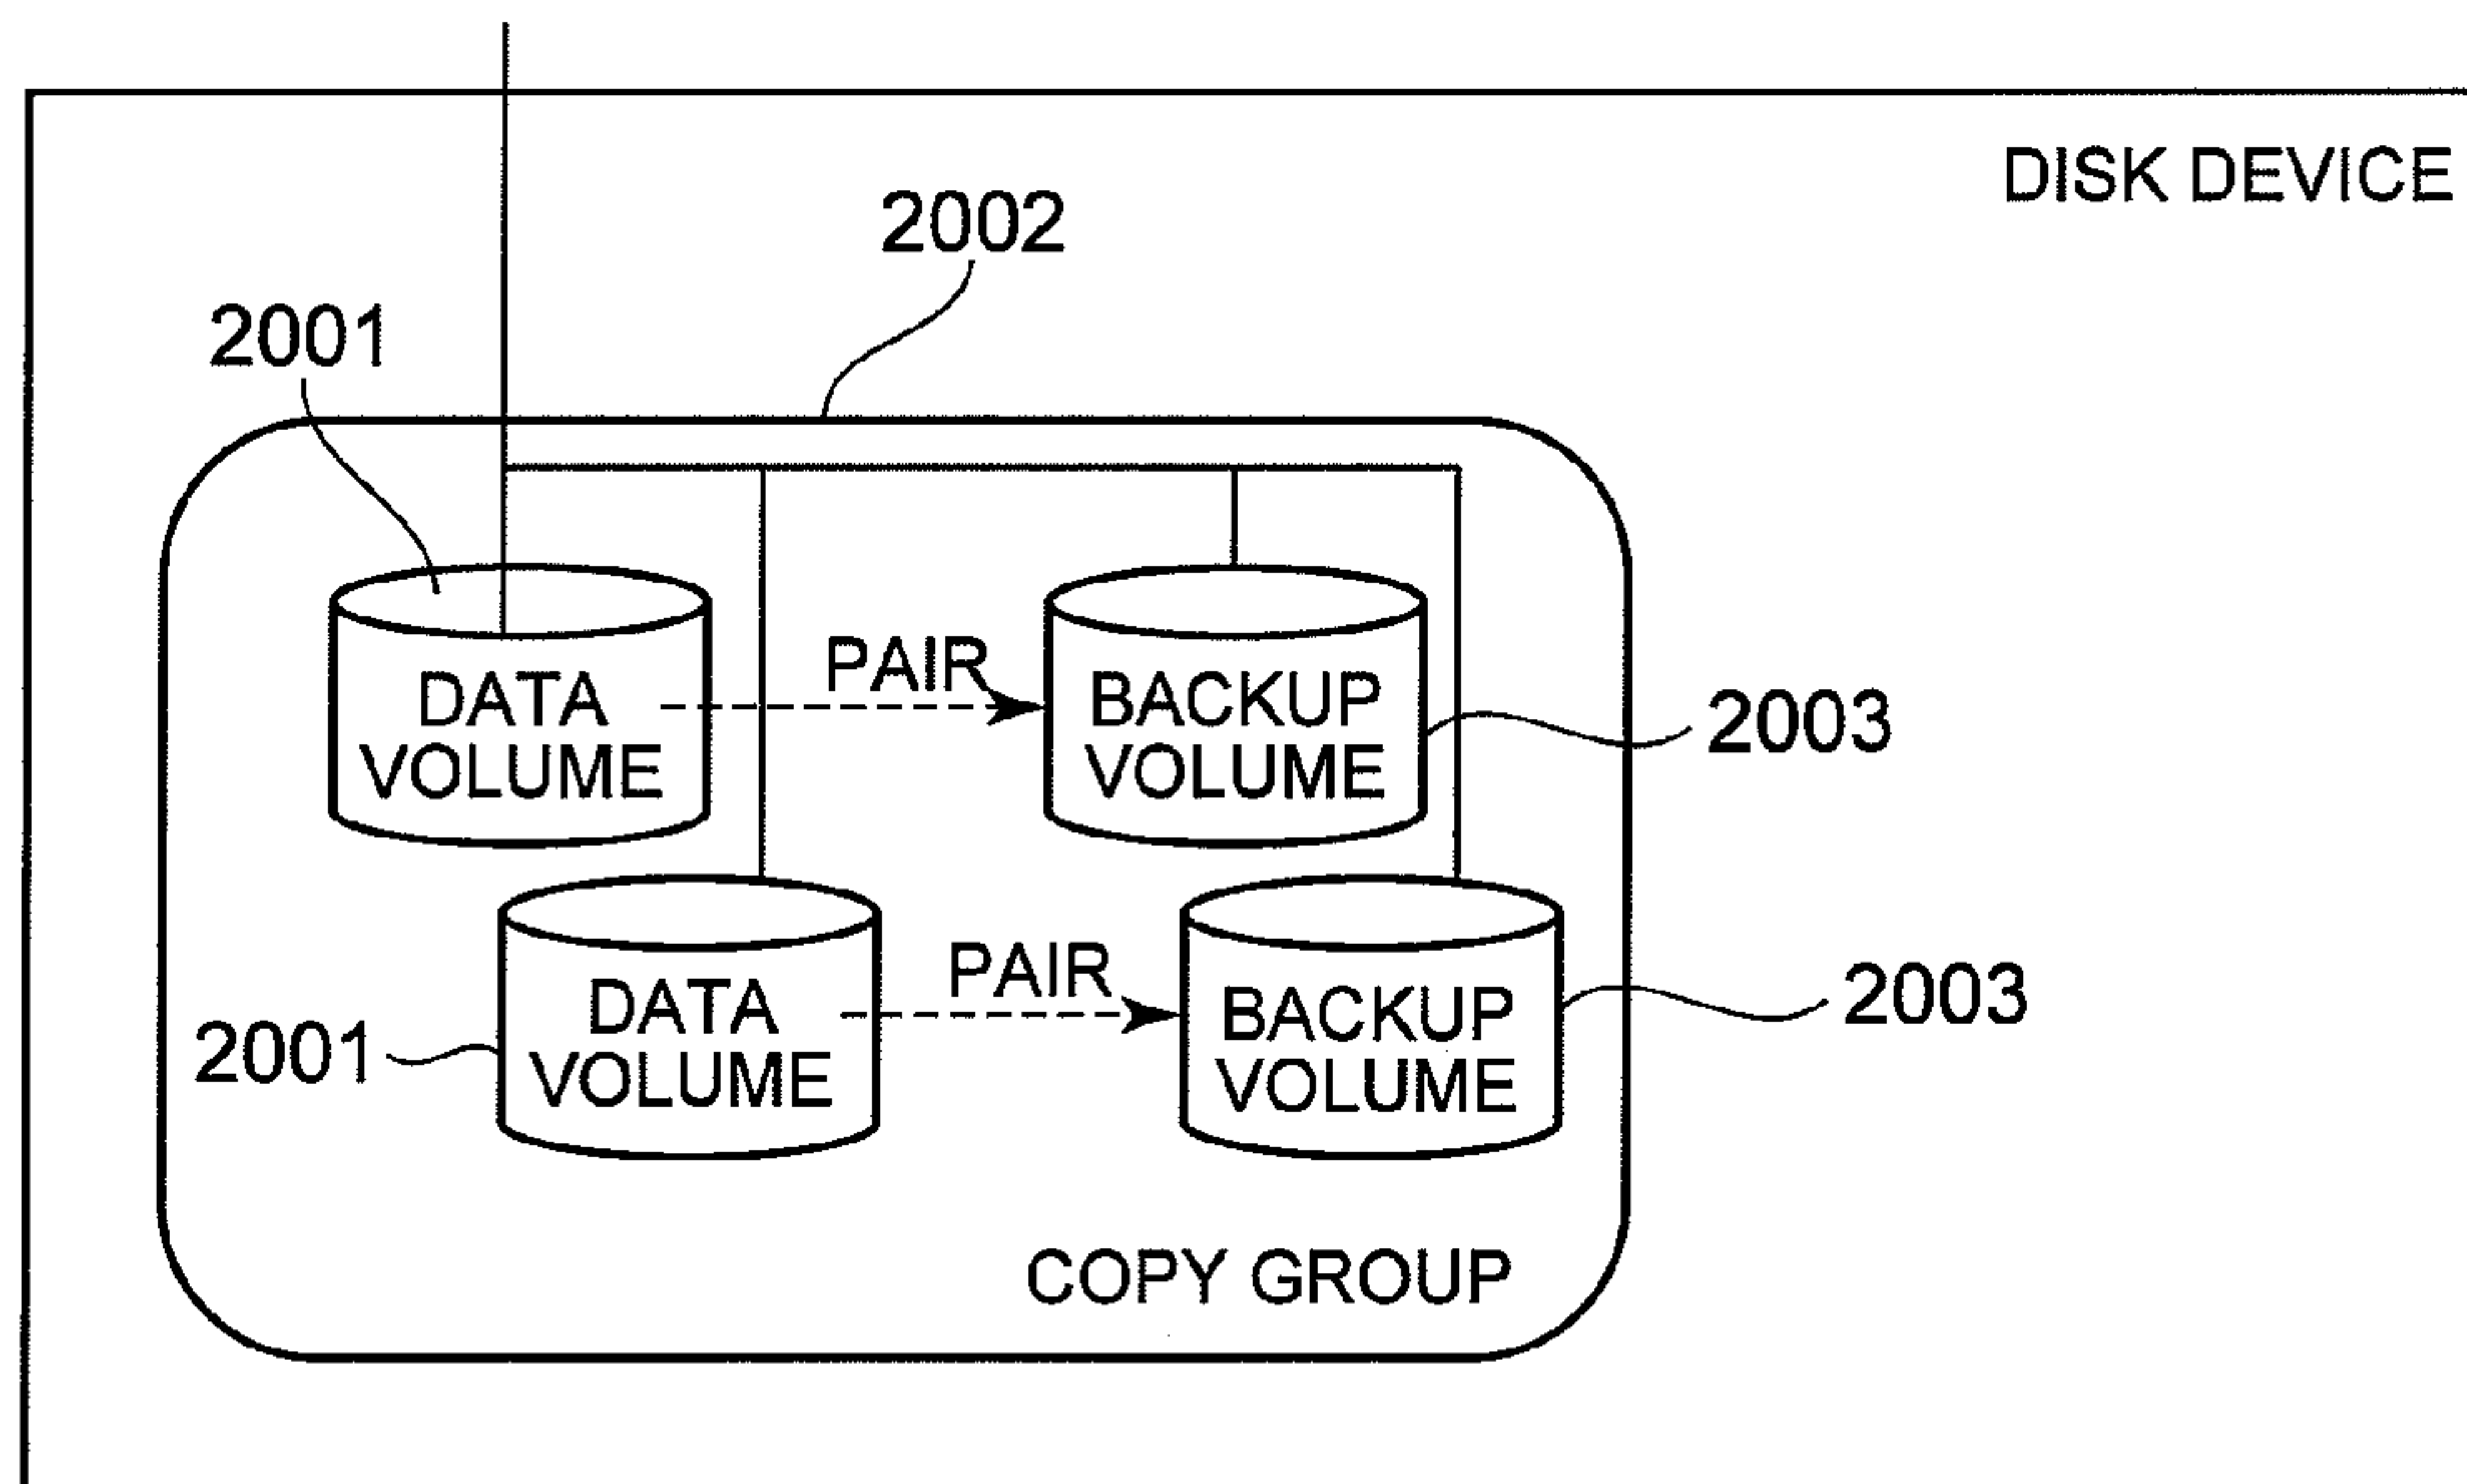 DISK DEVICE
2002
2001
PAIR
DATA
VOLUME
BACKUP
VOLUME
2003
PAIR
DATA
VOLUME
BACKUP
VOLUME
2003
2001
COPY GROUP